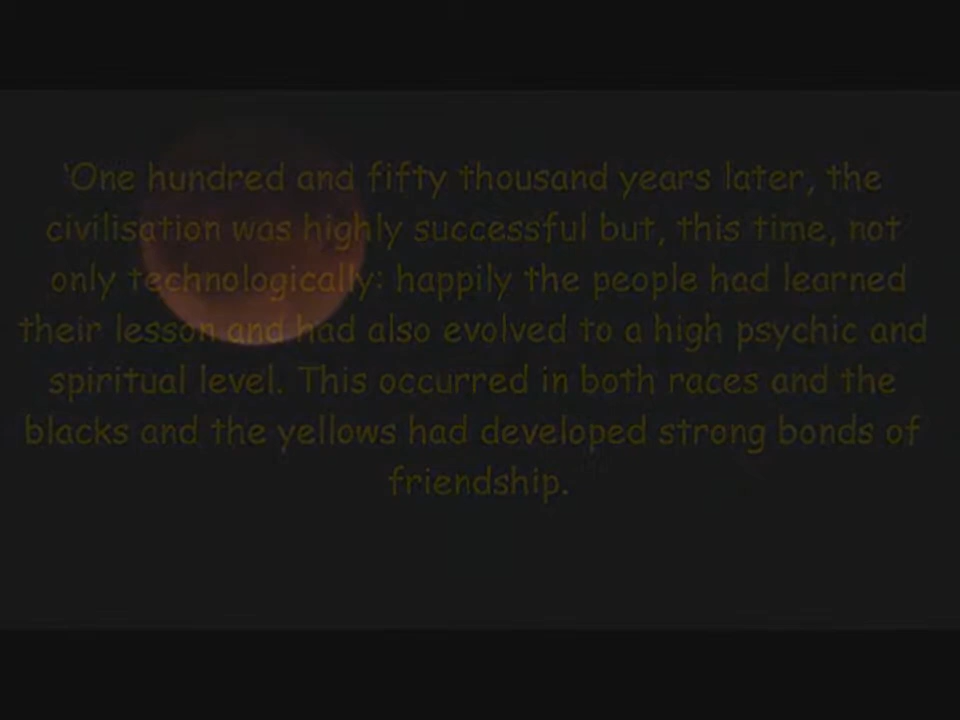 ‘One hundred and fifty thousand years later, the
civilisation was highly successful but, this time, not
only technologically: happily the people had learned
their lesson and had also evolved to a high psychic and
spiritual level. This occurred in both races and the
blacks and the yellows had developed strong bonds of
friendship.